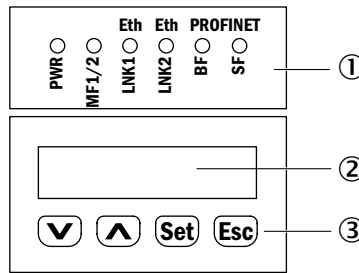 Eth Eth PROFINET
PWR MF1/2 LNK1 LNK2 BF SF
①
②
Set Esc
③